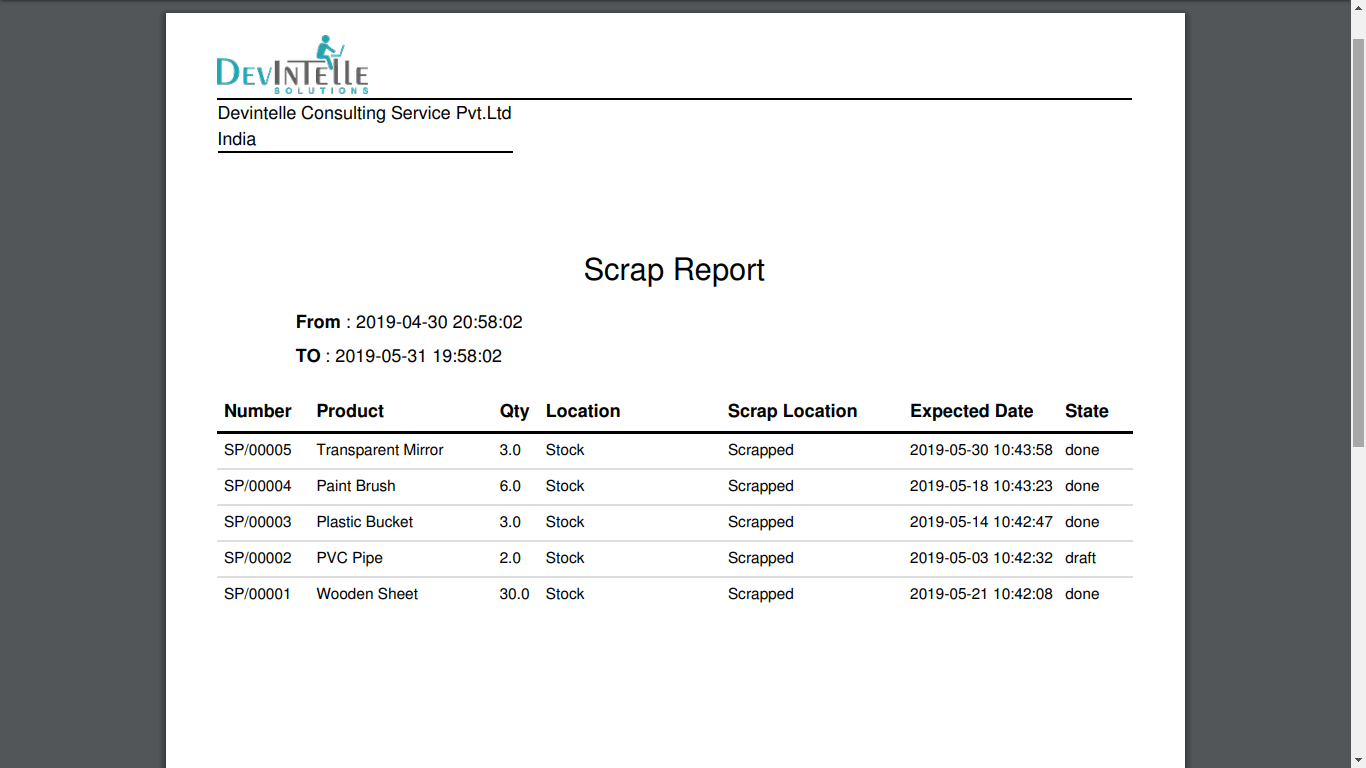 DEVINTELLE
SOLUTIONS
Devintelle Consulting Service Pvt.Ltd
India
Scrap Report
From : 2019-04-30 20:58:02
TO : 2019-05-31 19:58:02
Number Product Qty Location Scrap Location Expected Date State
SP/00005 Transparent Mirror 3.0 Stock Scrapped 2019-05-30 10:43:58 done
SP/00004 Paint Brush 6.0 Stock Scrapped 2019-05-18 10:43:23 done
SP/00003 Plastic Bucket 3.0 Stock Scrapped 2019-05-14 10:42:47 done
SP/00002 PVC Pipe 2.0 Stock Scrapped 2019-05-03 10:42:32 draft
SP/00001 Wooden Sheet 30.0 Stock Scrapped 2019-05-21 10:42:08 done